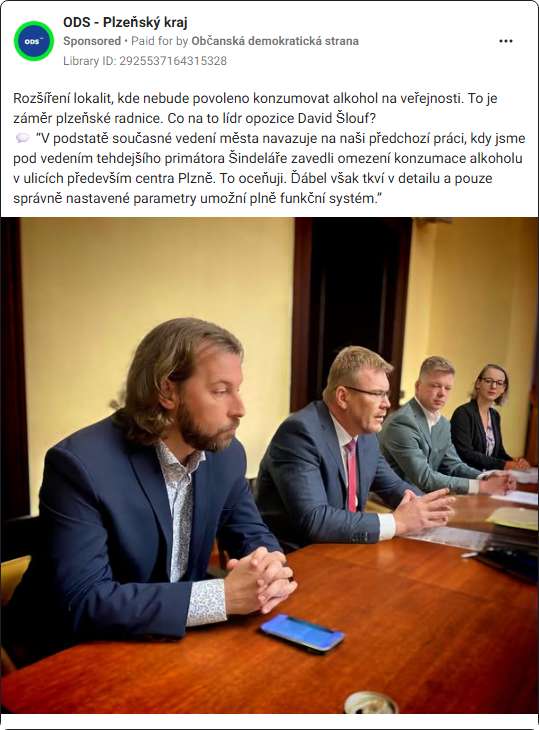 ODS
ODS - Plzeňský kraj
Sponsored • Paid for by Občanská demokratická strana
Library ID: 2925537164315328
Rozšíření lokalit, kde nebude povoleno konzumovat alkohol na veřejnosti. To je
záměr plzeňské radnice. Co na to lídr opozice David Šlouf?
💬 "V podstatě současné vedení města navazuje na naši předchozí práci, kdy jsme
pod vedením tehdejšího primátora Šindeláře zavedli omezení konzumace alkoholu
v ulicích především centra Plzně. To oceňuji. Ďábel však tkví v detailu a pouze
správně nastavené parametry umožní plně funkční systém."